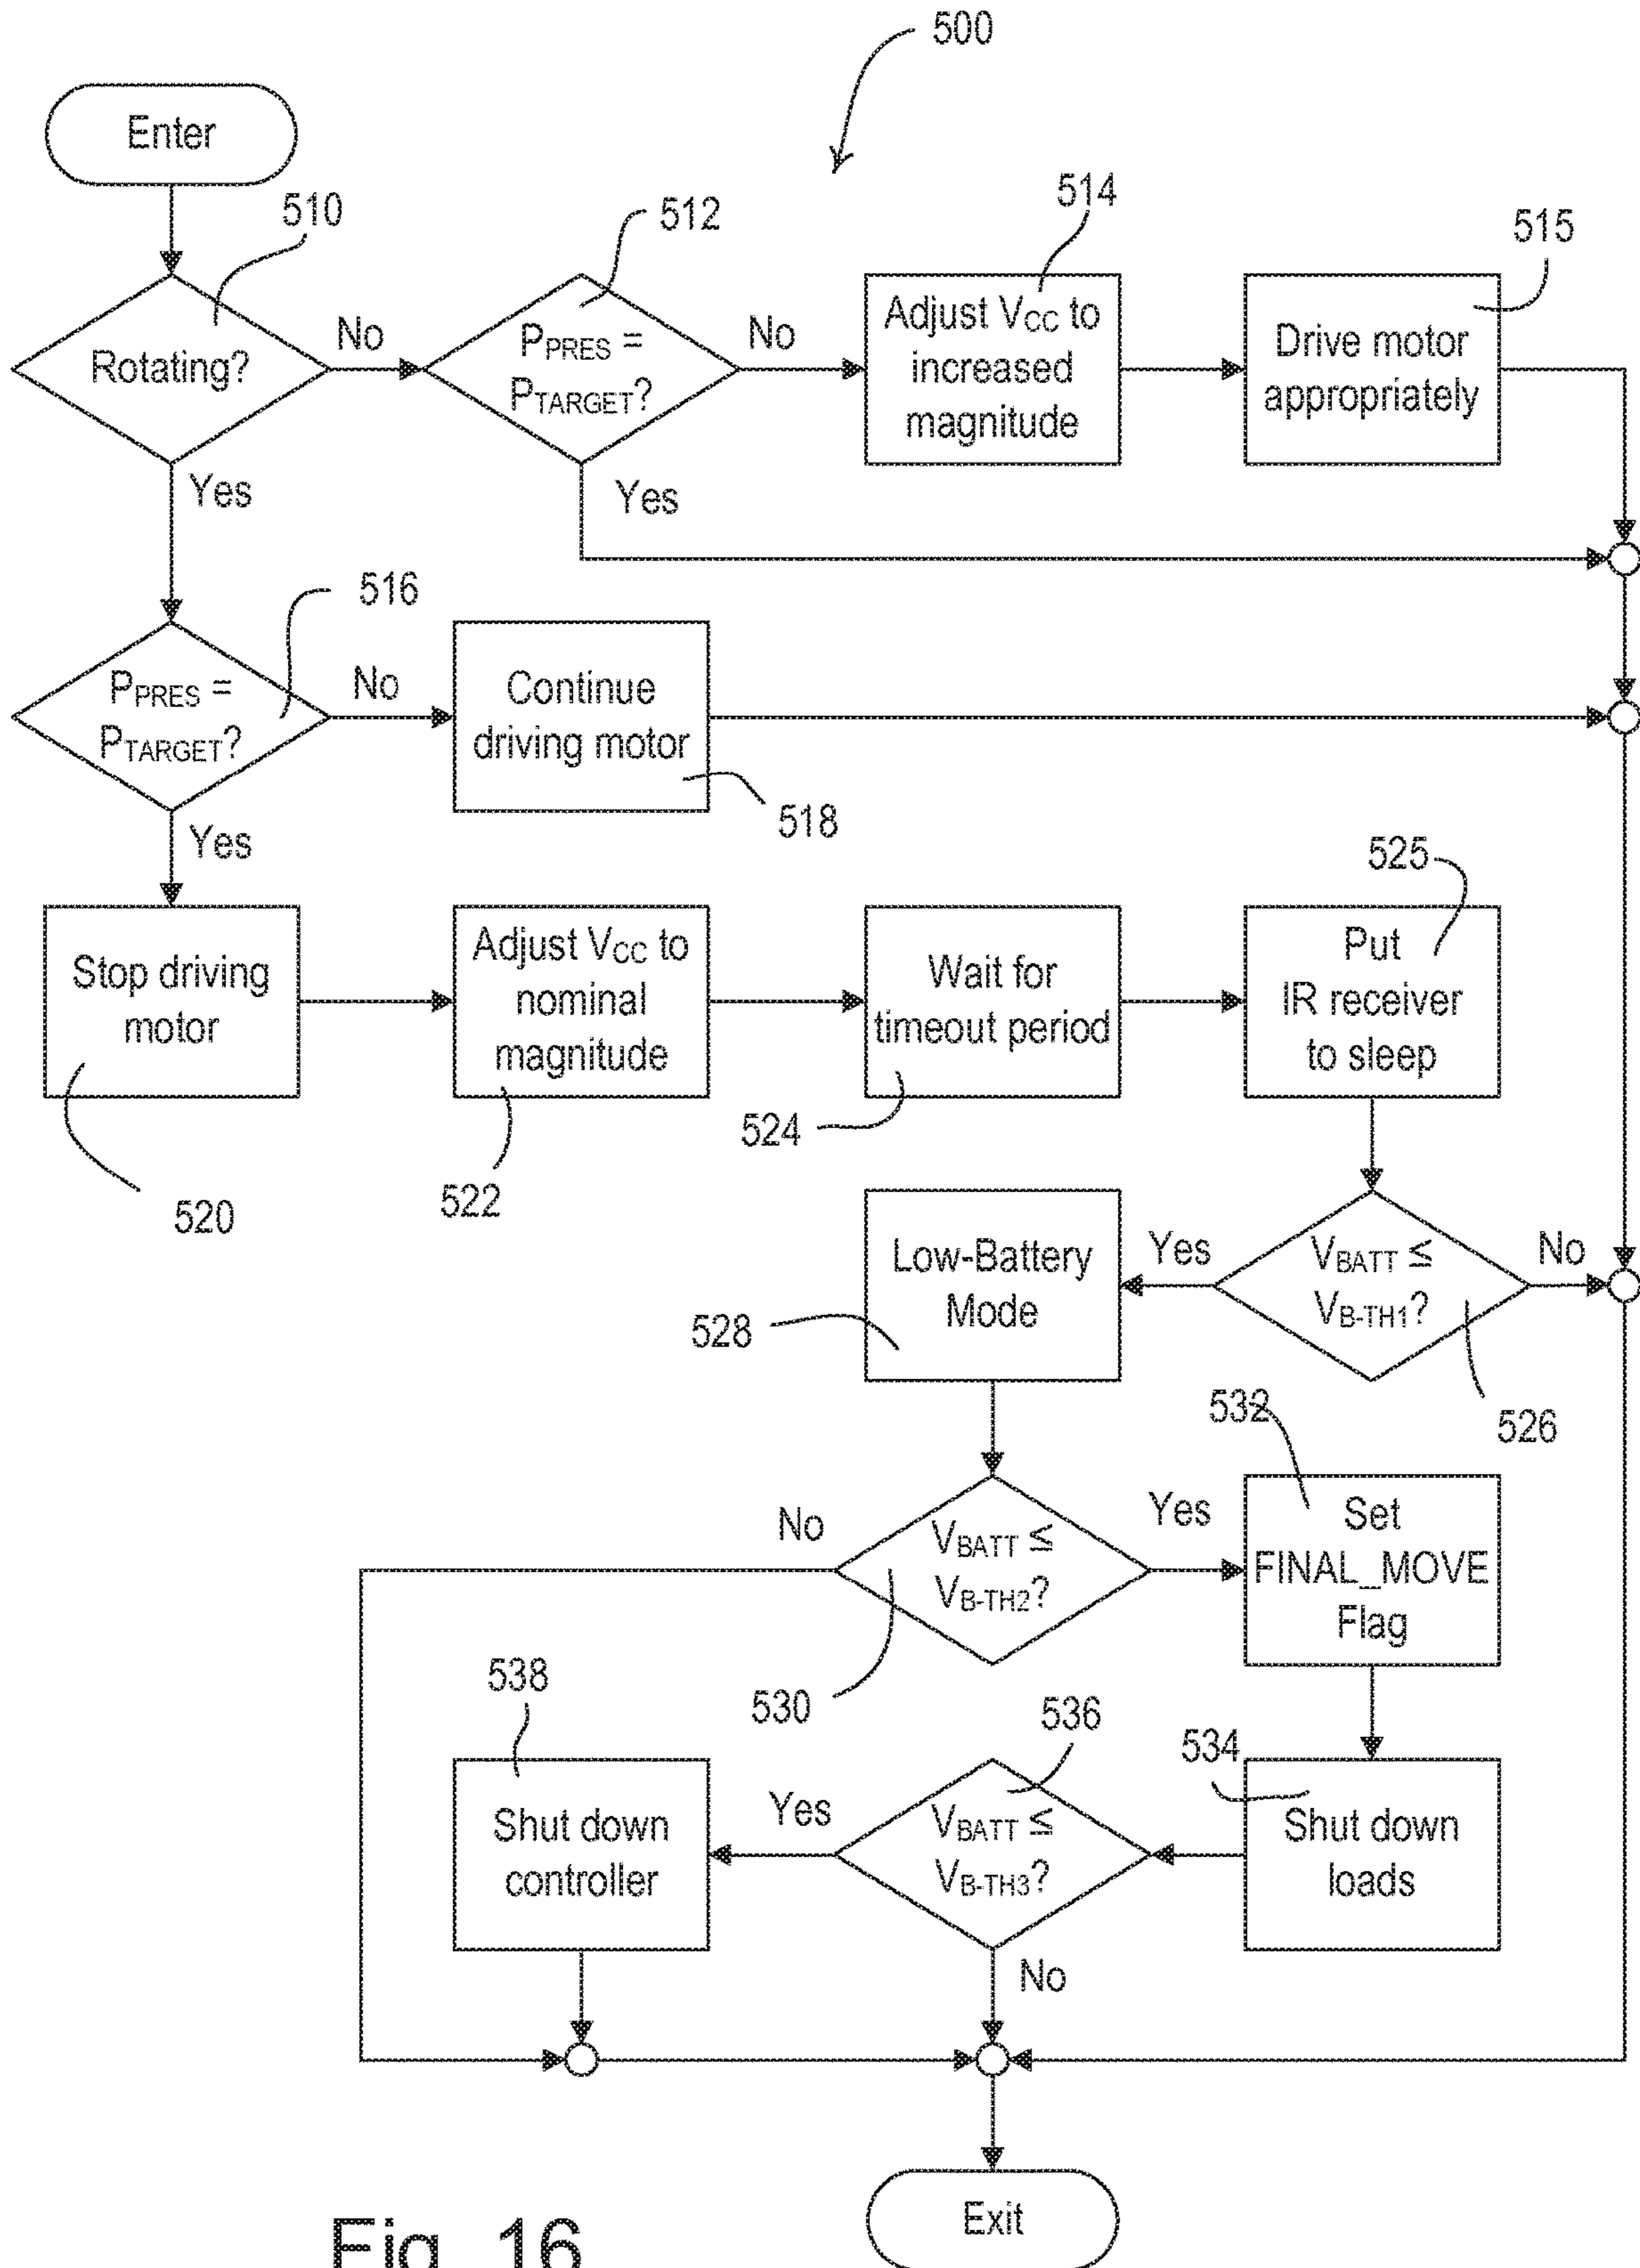 500
Enter
510
512
514
515
Rotating?
No
PPRES =
PTARGET?
No
Adjust VCC to
increased
magnitude
Drive motor
appropriately
Yes
Yes
516
PPRES =
PTARGET?
No
Continue
driving motor
518
Yes
525
Stop driving
motor
Adjust VCC to
nominal
magnitude
Wait for
timeout period
Put
IR receiver
to sleep
520
522
524
Low-Battery
Mode
Yes
VBATT ≤
VB-TH1?
No
528
526
532
No
VBATT ≤
VB-TH2?
Yes
Set
FINAL_MOVE
Flag
530
538
536
534
Shut down
controller
Yes
VBATT ≤
VB-TH3?
Shut down
loads
No
Exit
Fig. 16